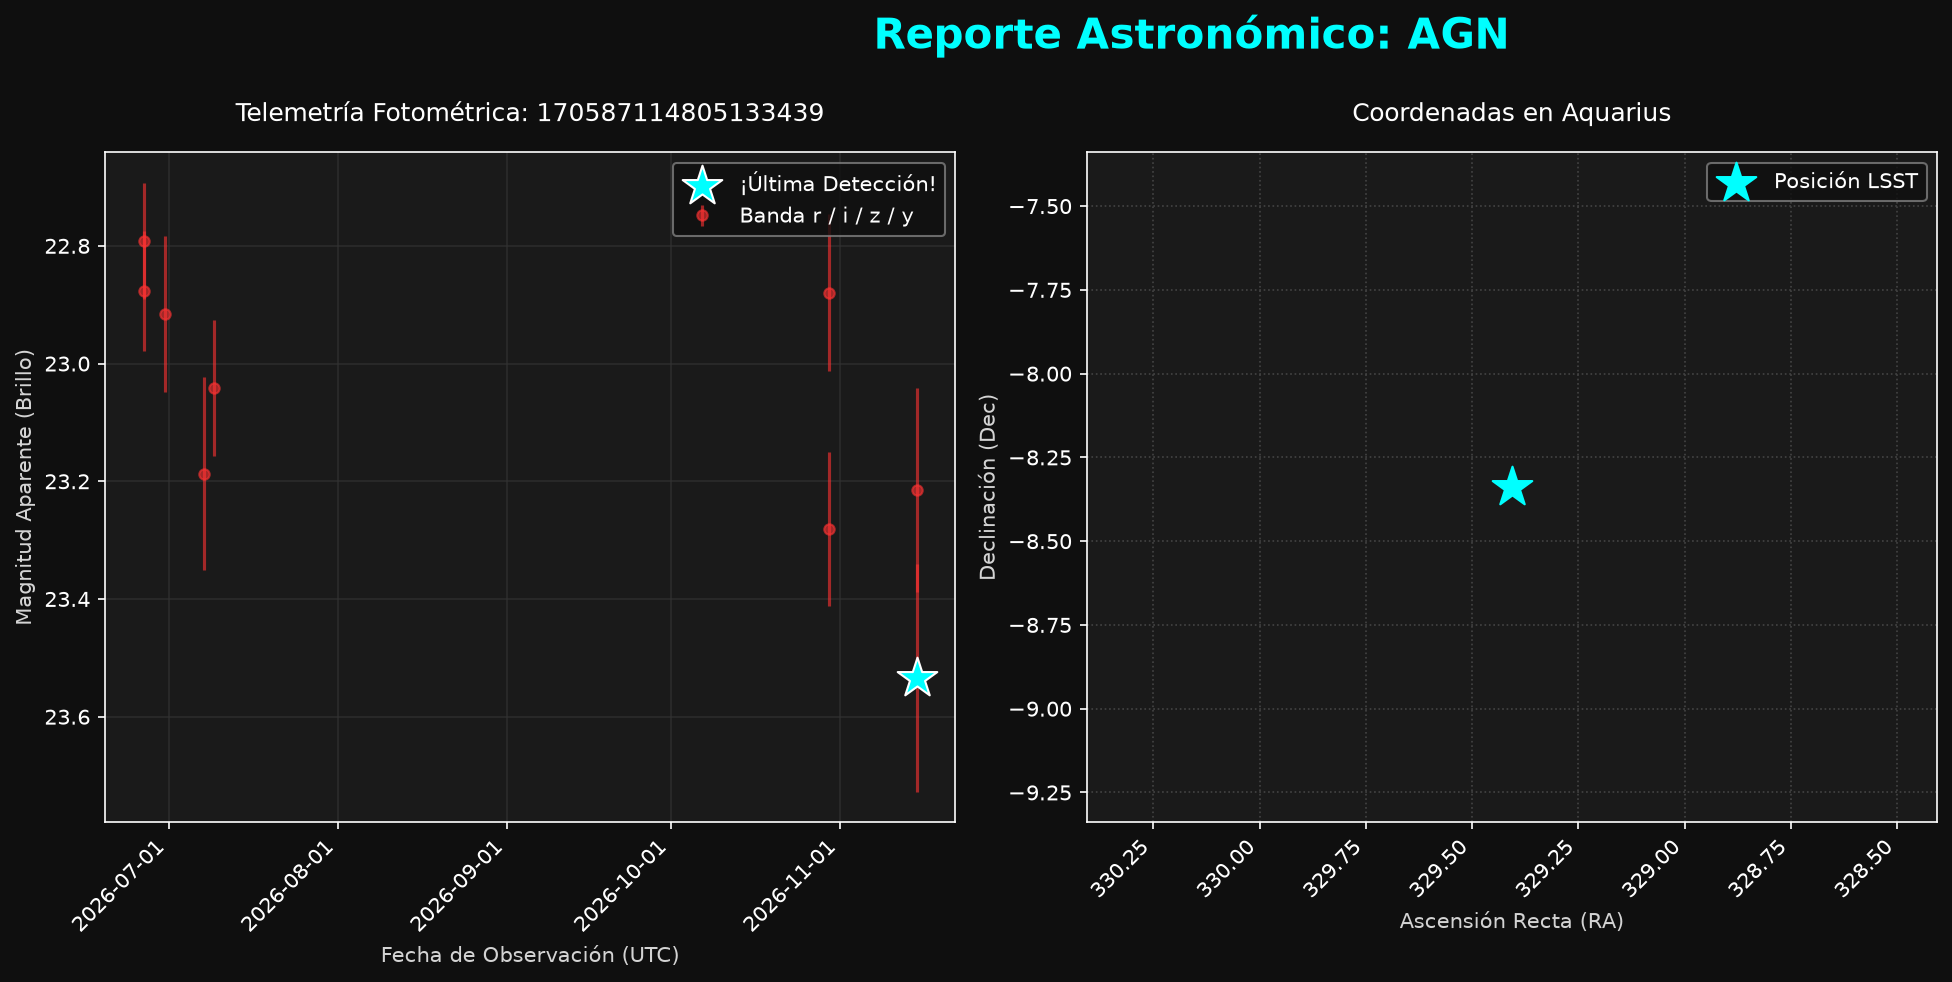 Reporte Astronómico: AGN
Telemetría Fotométrica: 170587114805133439
¡Última Detección!
Banda r / i / z / y
Magnitud Aparente (Brillo)
22.8
23.0
23.2
23.4
23.6
2026-07-01
2026-08-01
2026-09-01
2026-10-01
2026-11-01
Fecha de Observación (UTC)
Coordenadas en Aquarius
Posición LSST
Declinación (Dec)
−7.50
−7.75
−8.00
−8.25
−8.50
−8.75
−9.00
−9.25
330.25
330.00
329.75
329.50
329.25
329.00
328.75
328.50
Ascensión Recta (RA)